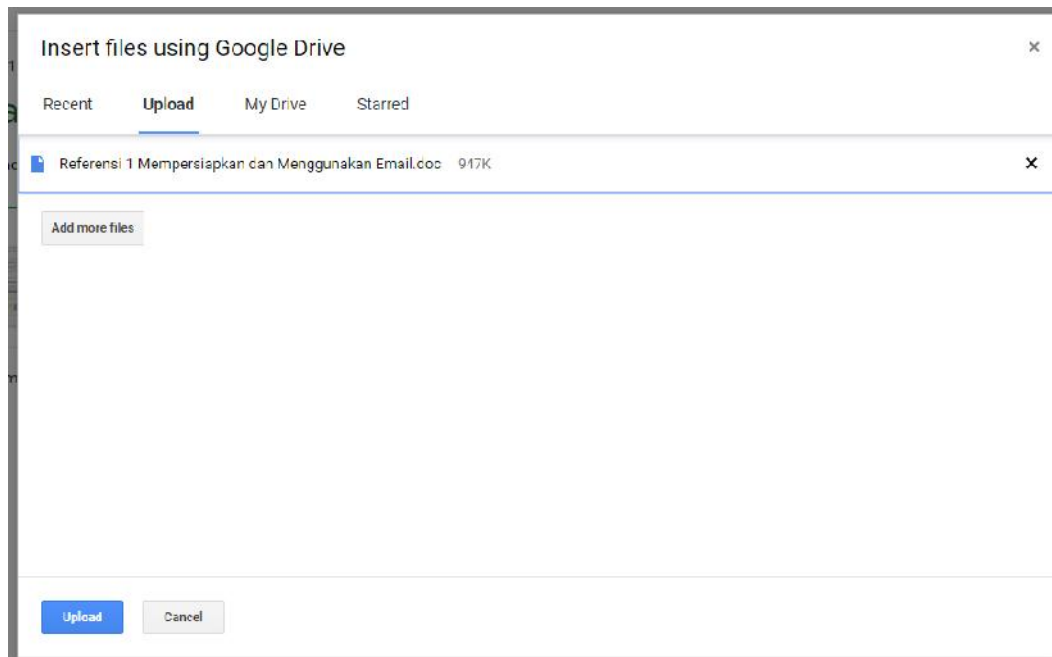 Insert files using Google Drive
Recent Upload My Drive Starred
Referensi 1 Mempersiapkan dan Menggunakan Email.doc 947K
Add more files
Upload Cancel